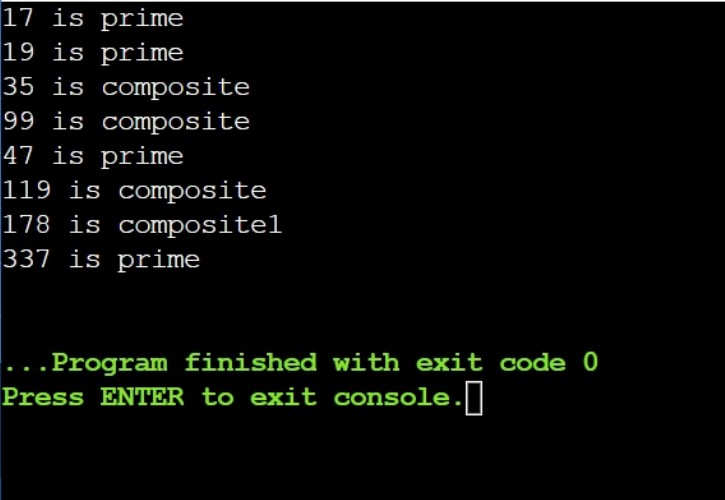 17 is prime
19 is prime
35 is composite
99 is composite
47 is prime
119 is composite
178 is composite1
337 is prime
...Program finished with exit code 0
Press ENTER to exit console.